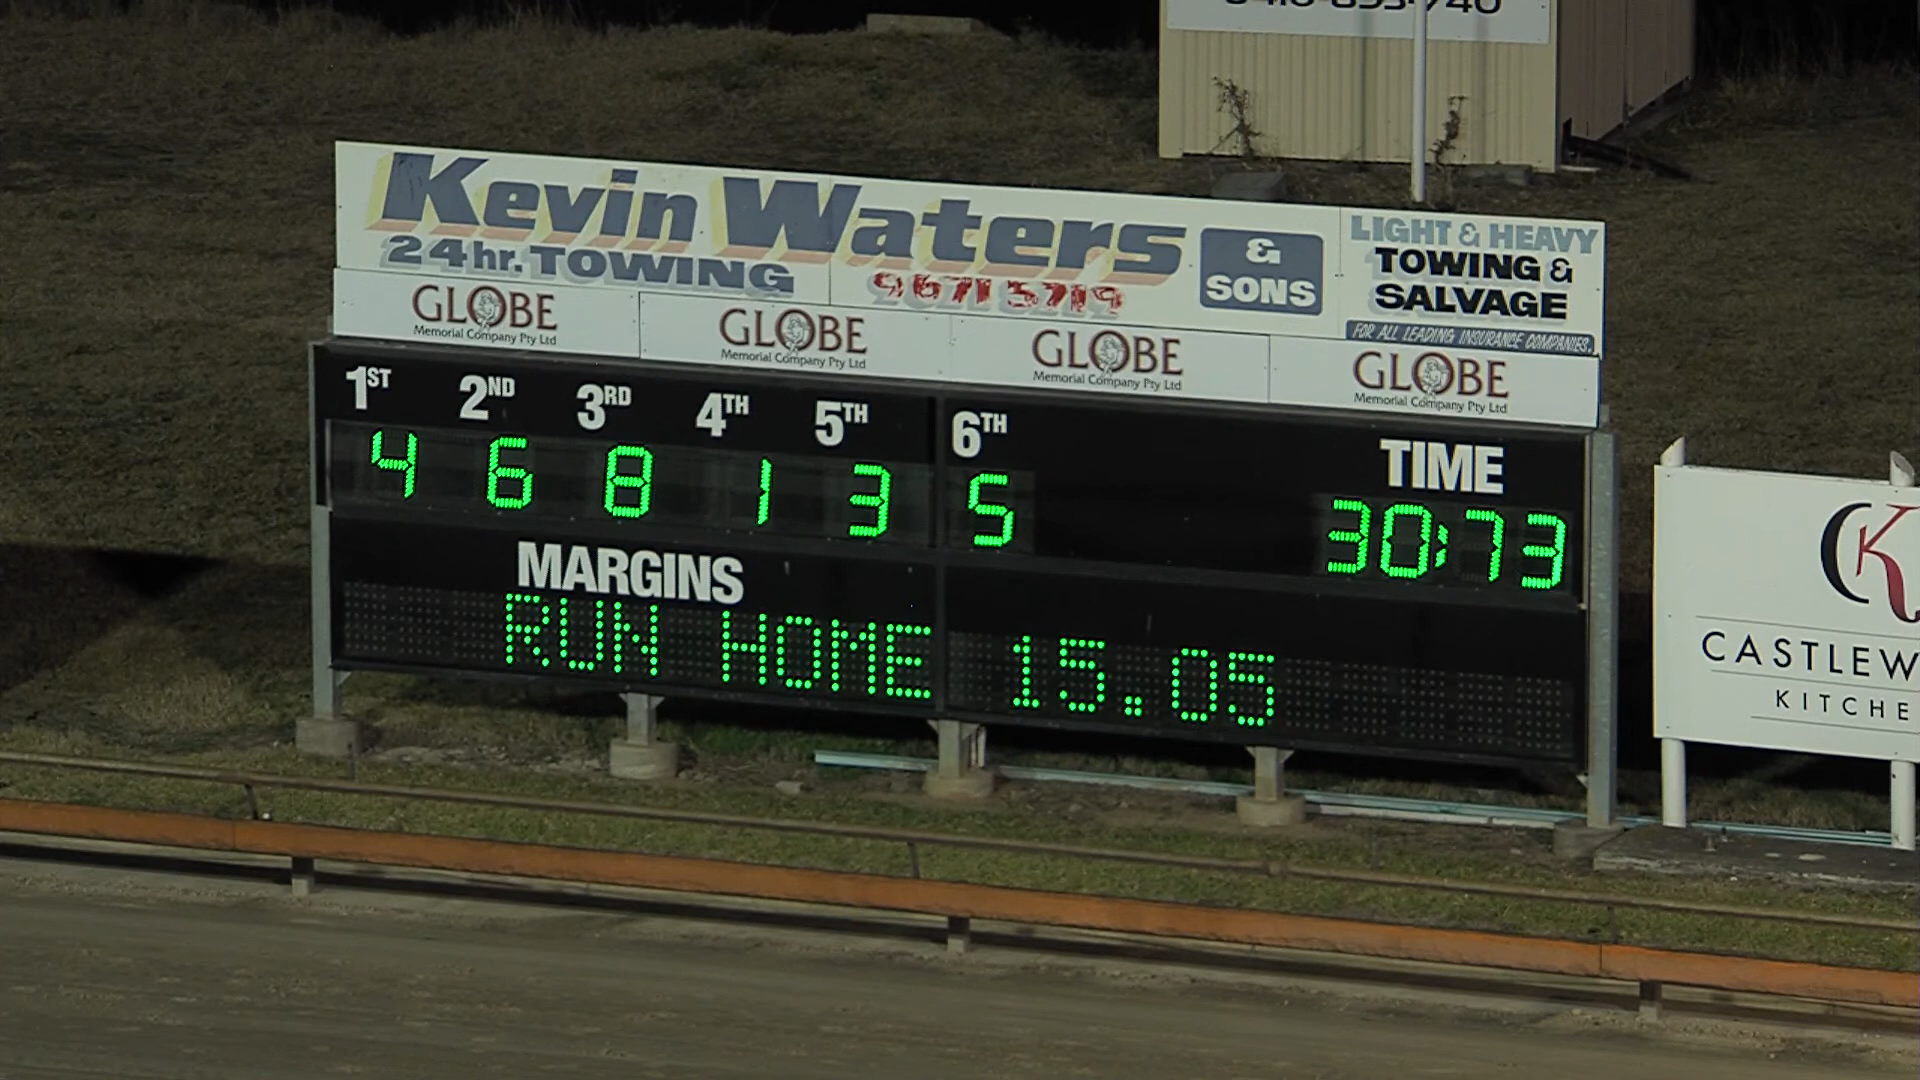 Kevin Waters & SONS
24hr. TOWING
9671 5719
LIGHT & HEAVY
TOWING &
SALVAGE
FOR ALL LEADING INSURANCE COMPANIES.
GLOBE
Memorial Company Pty Ltd
GLOBE
Memorial Company Pty Ltd
GLOBE
Memorial Company Pty Ltd
GLOBE
Memorial Company Pty Ltd
1ST 2ND 3RD 4TH 5TH 6TH TIME
4 6 8 1 3 5 30:73
MARGINS
RUN HOME 15.05
CK
CASTLEW
KITCHE